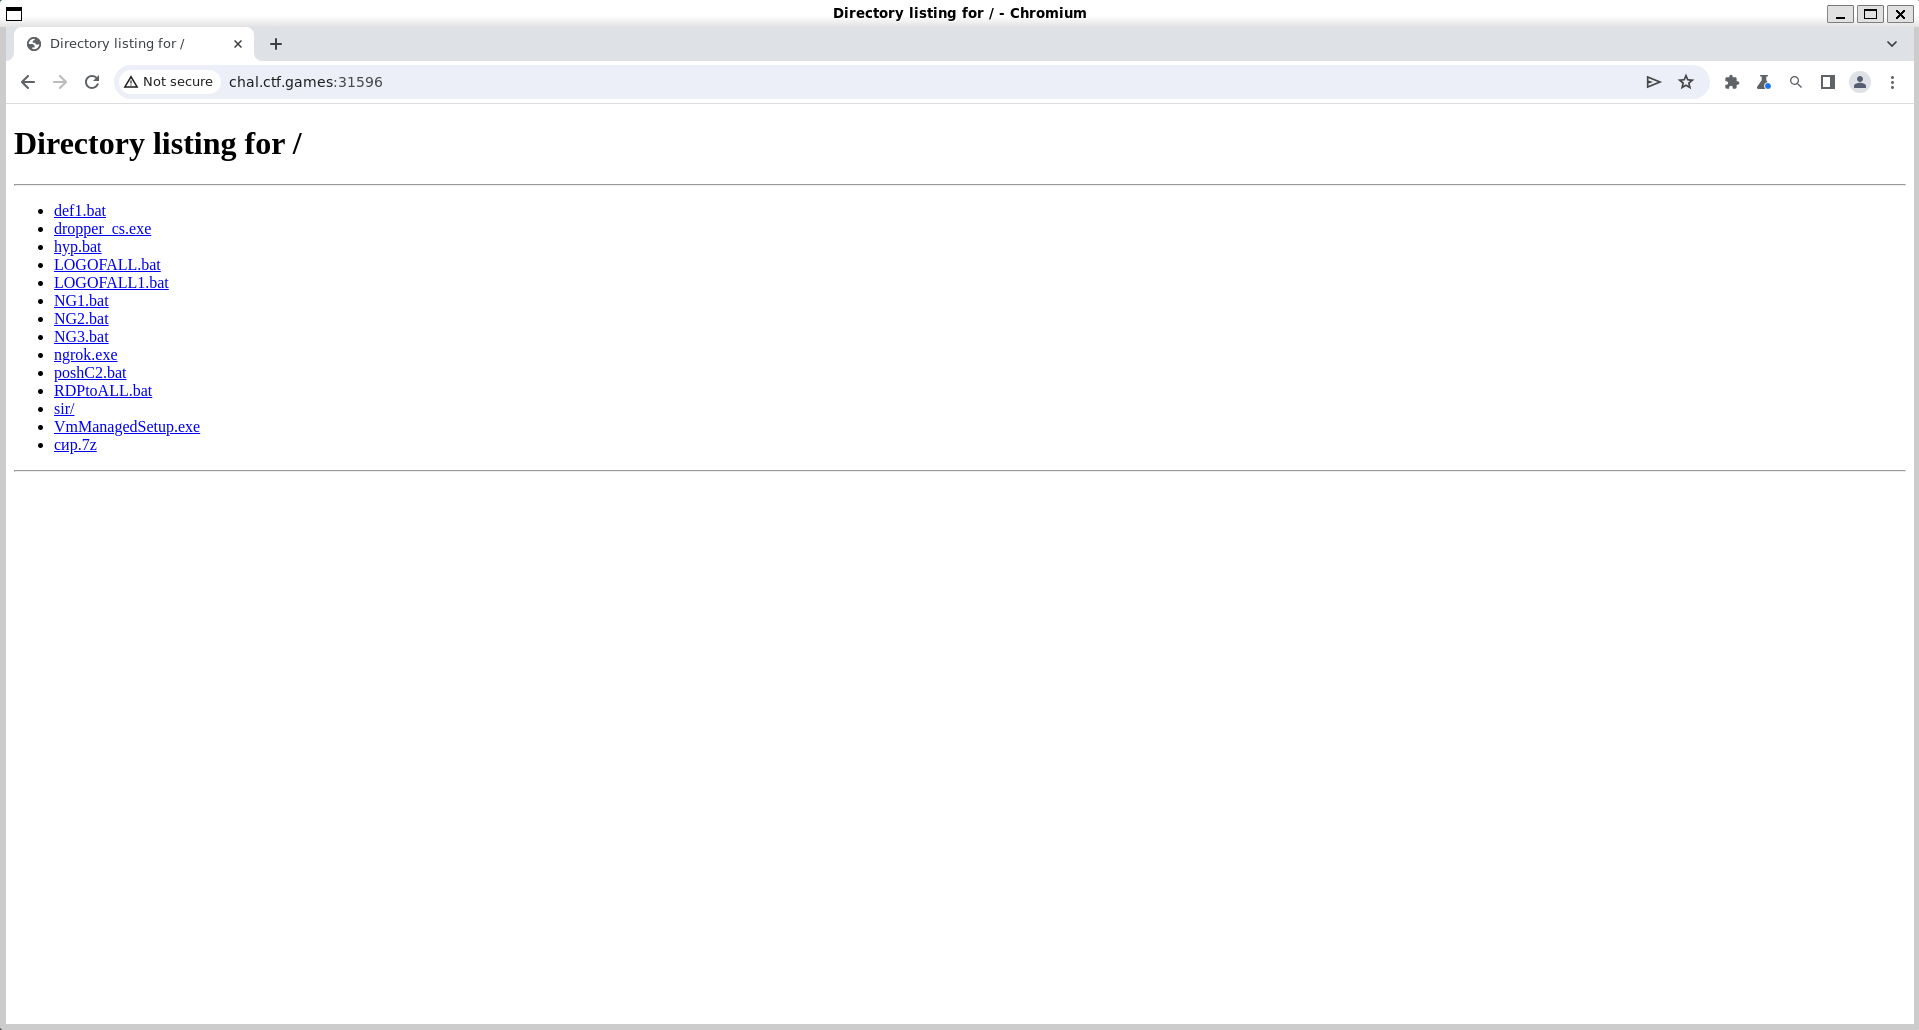 Directory listing for / - Chromium
Directory listing for /
Not secure chal.ctf.games:31596
Directory listing for /
def1.bat
dropper_cs.exe
hyp.bat
LOGOFALL.bat
LOGOFALL1.bat
NG1.bat
NG2.bat
NG3.bat
ngrok.exe
poshC2.bat
RDPtoALL.bat
sir/
VmManagedSetup.exe
сир.7z